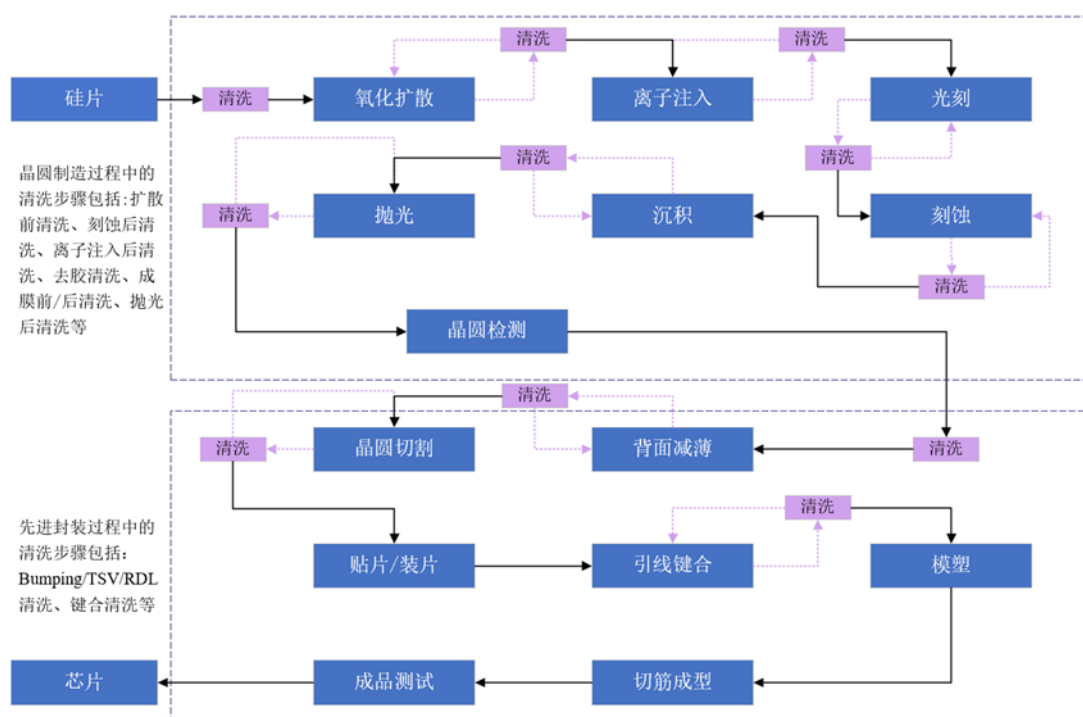 清洗
清洗
硅片
清洗
氧化扩散
离子注入
光刻
清洗
清洗
晶圆制造过程中的
清洗步骤包括:扩散
前清洗、刻蚀后清
洗、离子注入后清
洗、去胶清洗、成
膜前/后清洗、抛光
后清洗等
清洗
抛光
沉积
刻蚀
清洗
晶圆检测
清洗
清洗
晶圆切割
背面减薄
清洗
清洗
先进封装过程中的
清洗步骤包括：
Bumping/TSV/RDL
清洗、键合清洗等
贴片/装片
引线键合
模塑
芯片
成品测试
切筋成型